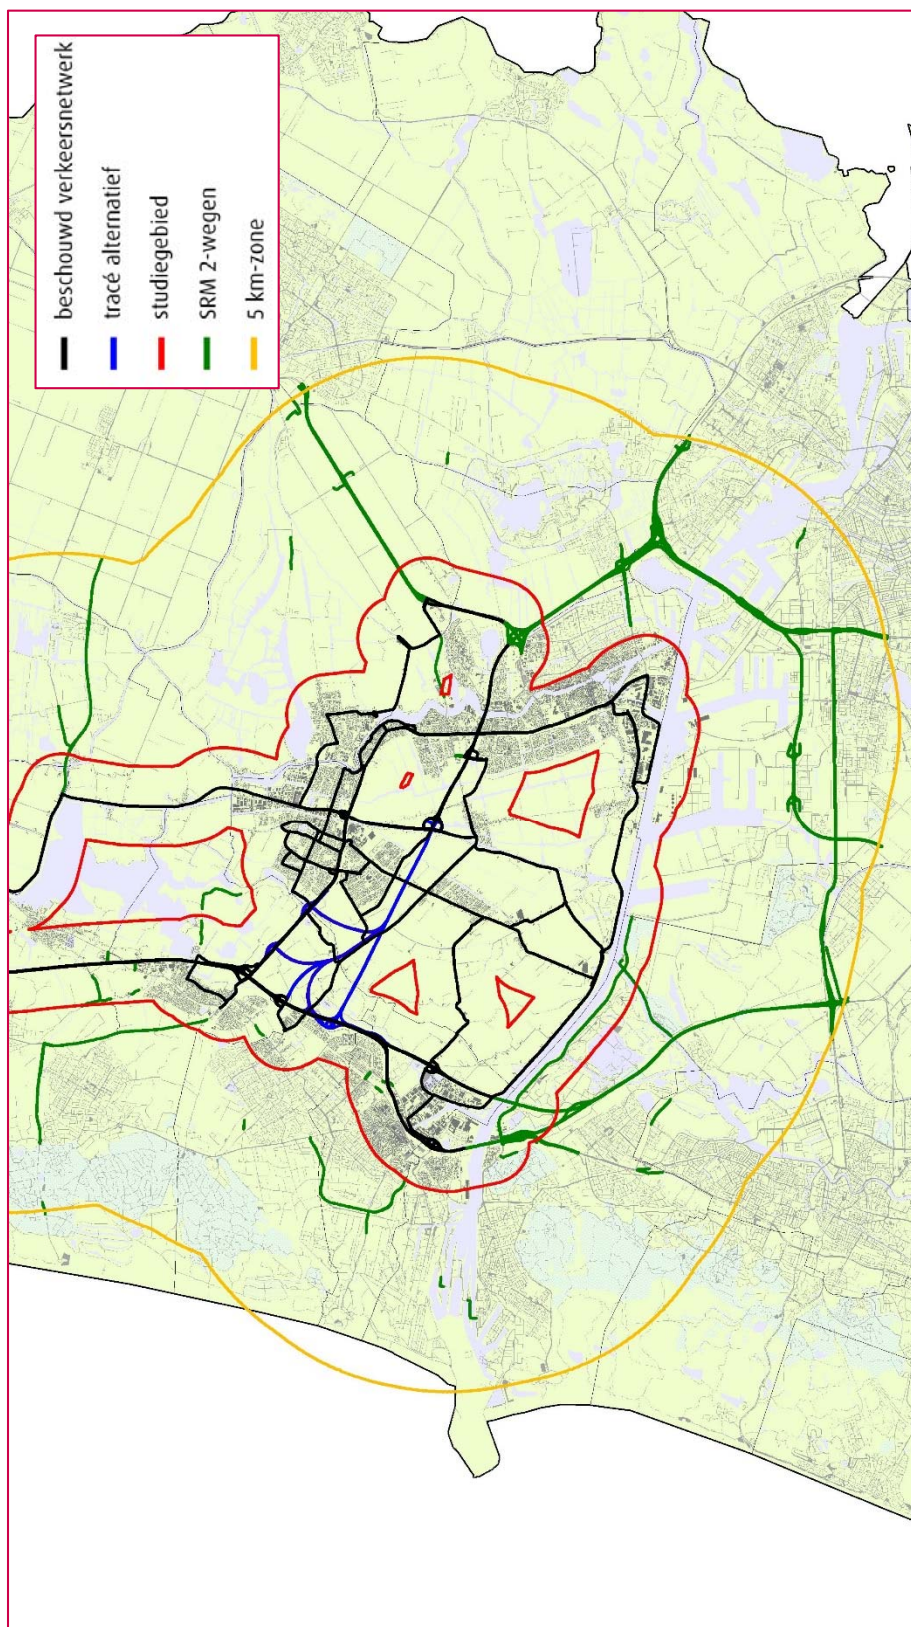 beschouwd verkeersnetwerk
tracé alternatief
studiegebied
SRM 2-wegen
5 km-zone